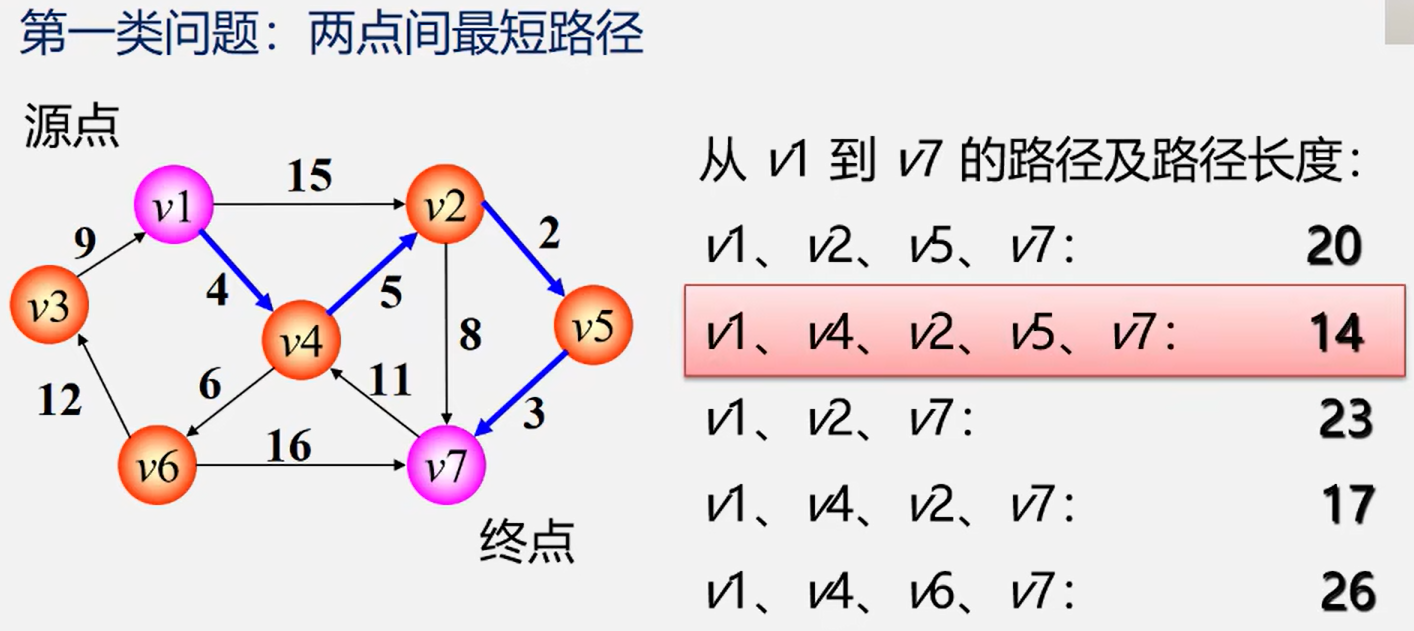 第一类问题：两点间最短路径
源点
从 v1 到 v7 的路径及路径长度：
15
v1
v2
v1、v2、v5、v7： 20
9
2
4
5
v3
v4
8
v5
v1、v4、v2、v5、v7： 14
6
11
12
3
v1、v2、v7： 23
16
v6
v7
v1、v4、v2、v7： 17
终点
v1、v4、v6、v7： 26